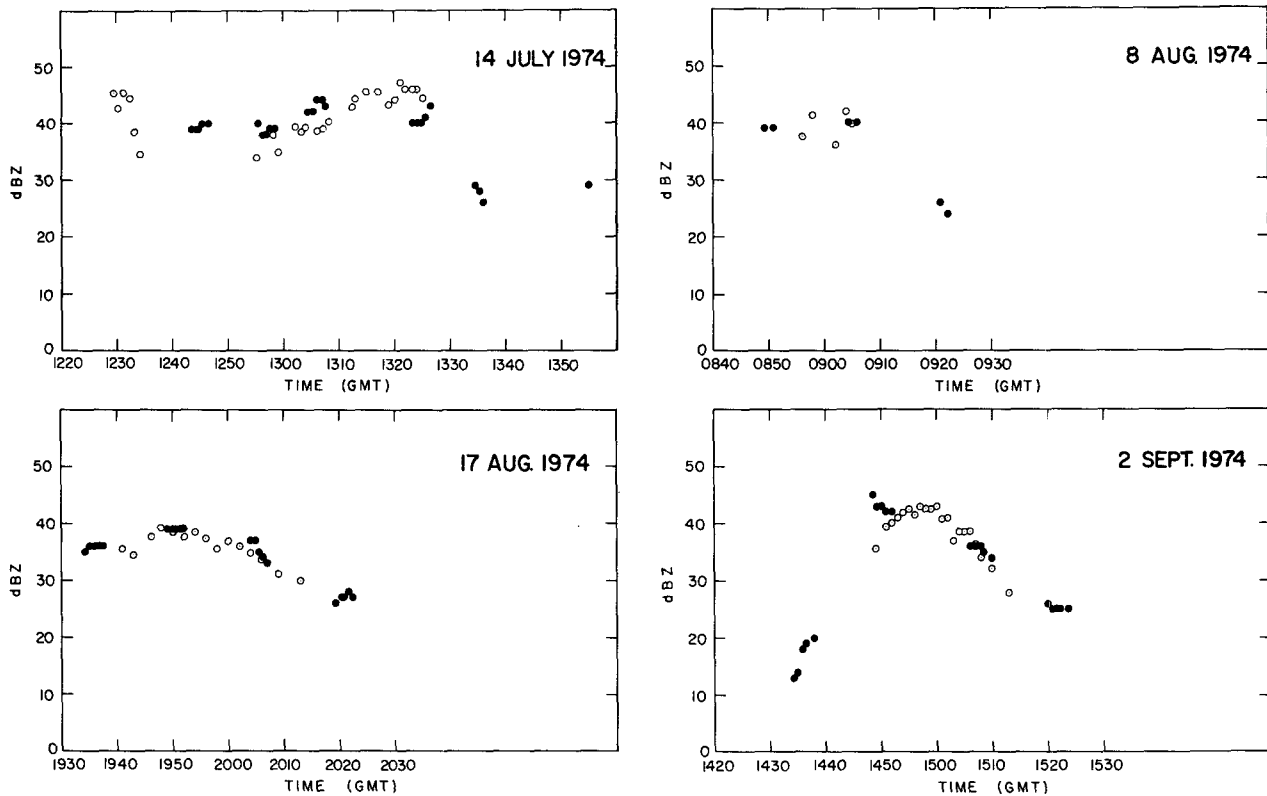 14 JULY 1974
50
40
30
20
10
0
dBZ
1220 1230 1240 1250 1300 1310 1320 1330 1340 1350
TIME (GMT)
8 AUG. 1974
50
40
30
20
10
0
dBZ
0840 0850 0900 0910 0920 0930
TIME (GMT)
17 AUG. 1974
50
40
30
20
10
0
dBZ
1930 1940 1950 2000 2010 2020 2030
TIME (GMT)
2 SEPT. 1974
50
40
30
20
10
0
dBZ
1420 1430 1440 1450 1500 1510 1520 1530
TIME (GMT)